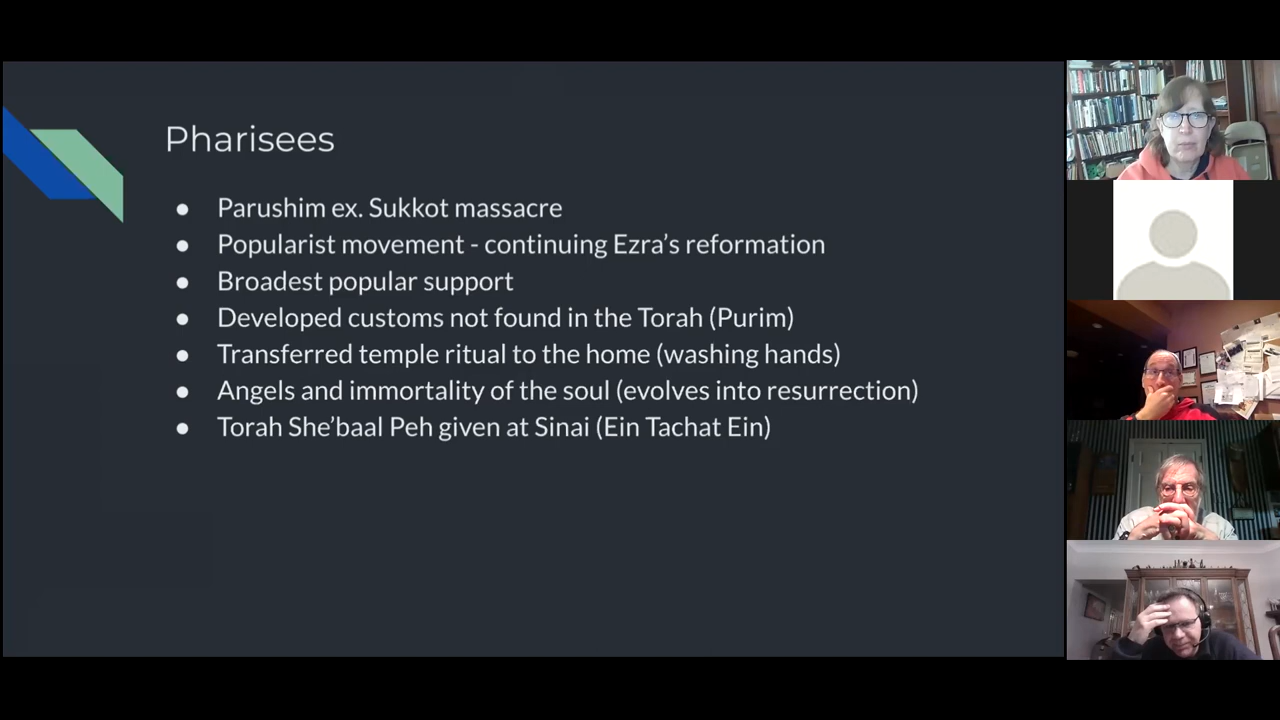 Pharisees
● Parushim ex. Sukkot massacre
● Popularist movement - continuing Ezra’s reformation
● Broadest popular support
● Developed customs not found in the Torah (Purim)
● Transferred temple ritual to the home (washing hands)
● Angels and immortality of the soul (evolves into resurrection)
● Torah She’baal Peh given at Sinai (Ein Tachat Ein)